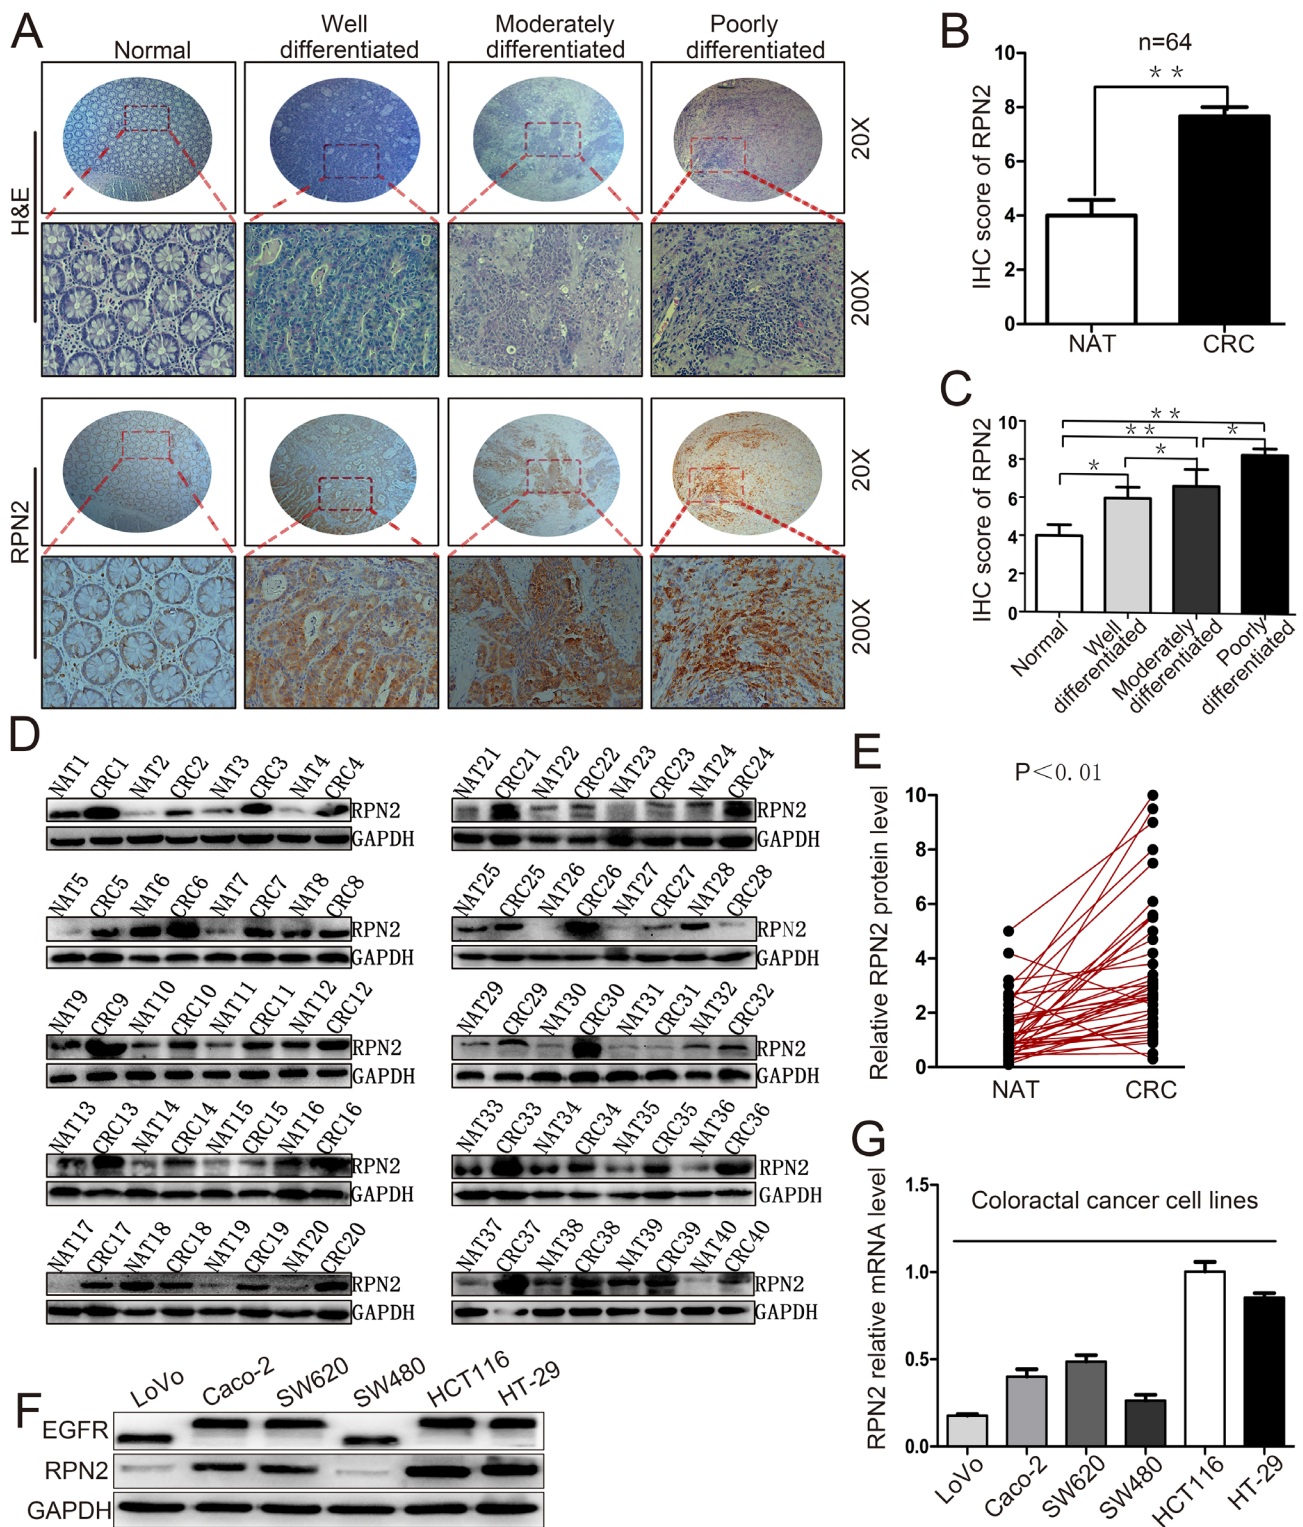 A
Normal
Well
differentiated
Moderately
differentiated
Poorly
differentiated
H&E
20X
200X
RPN2
20X
200X
B
n=64
* *
IHC score of RPN2
10
8
6
4
2
0
NAT
CRC
C
IHC score of RPN2
10
8
6
4
2
0
* *
* *
*
*
*
Normal
Well
differentiated
Moderately
differentiated
Poorly
differentiated
D
NAT1 CRC1 NAT2 CRC2 NAT3 CRC3 NAT4 CRC4
RPN2
GAPDH
NAT5 CRC5 NAT6 CRC6 NAT7 CRC7 NAT8 CRC8
RPN2
GAPDH
NAT9 CRC9 NAT10 CRC10 NAT11 CRC11 NAT12 CRC12
RPN2
GAPDH
NAT13 CRC13 NAT14 CRC14 NAT15 CRC15 NAT16 CRC16
RPN2
GAPDH
NAT17 CRC17 NAT18 CRC18 NAT19 CRC19 NAT20 CRC20
RPN2
GAPDH
NAT21 CRC21 NAT22 CRC22 NAT23 CRC23 NAT24 CRC24
RPN2
GAPDH
NAT25 CRC25 NAT26 CRC26 NAT27 CRC27 NAT28 CRC28
RPN2
GAPDH
NAT29 CRC29 NAT30 CRC30 NAT31 CRC31 NAT32 CRC32
RPN2
GAPDH
NAT33 CRC33 NAT34 CRC34 NAT35 CRC35 NAT36 CRC36
RPN2
GAPDH
NAT37 CRC37 NAT38 CRC38 NAT39 CRC39 NAT40 CRC40
RPN2
GAPDH
E
P<0.01
Relative RPN2 protein level
10
8
6
4
2
0
NAT
CRC
F
LoVo Caco-2 SW620 SW480 HCT116 HT-29
EGFR
RPN2
GAPDH
G
RPN2 relative mRNA level
1.5
1.0
0.5
0.0
Coloractal cancer cell lines
LoVo
Caco-2
SW620
SW480
HCT116
HT-29